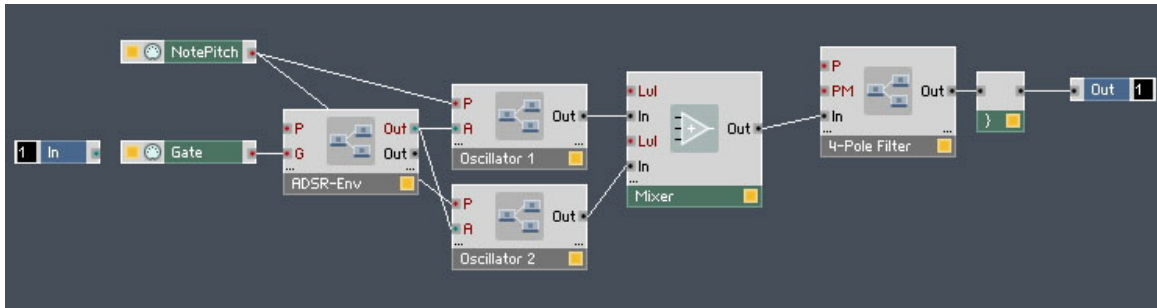 NotePitch
1 In
Gate
P
G
Out
Out
...
ADSR-Env
P
A
Out
... ...
Oscillator 1
P
A
Out
... ...
Oscillator 2
Lvl
In
Lvl
In
...
Out
Mixer
P
PM
In
Out
... ...
4-Pole Filter
}
Out 1